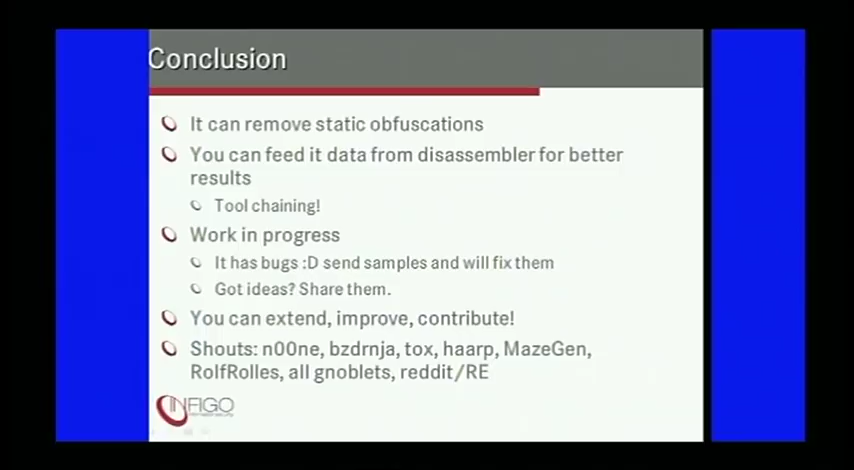 Conclusion
It can remove static obfuscations
You can feed it data from disassembler for better
results
Tool chaining!
Work in progress
It has bugs :D send samples and will fix them
Got ideas? Share them.
You can extend, improve, contribute!
Shouts: n00ne, bzdrnja, tox, haarp, MazeGen,
RolfRolles, all gnoblets, reddit/RE
INFIGO